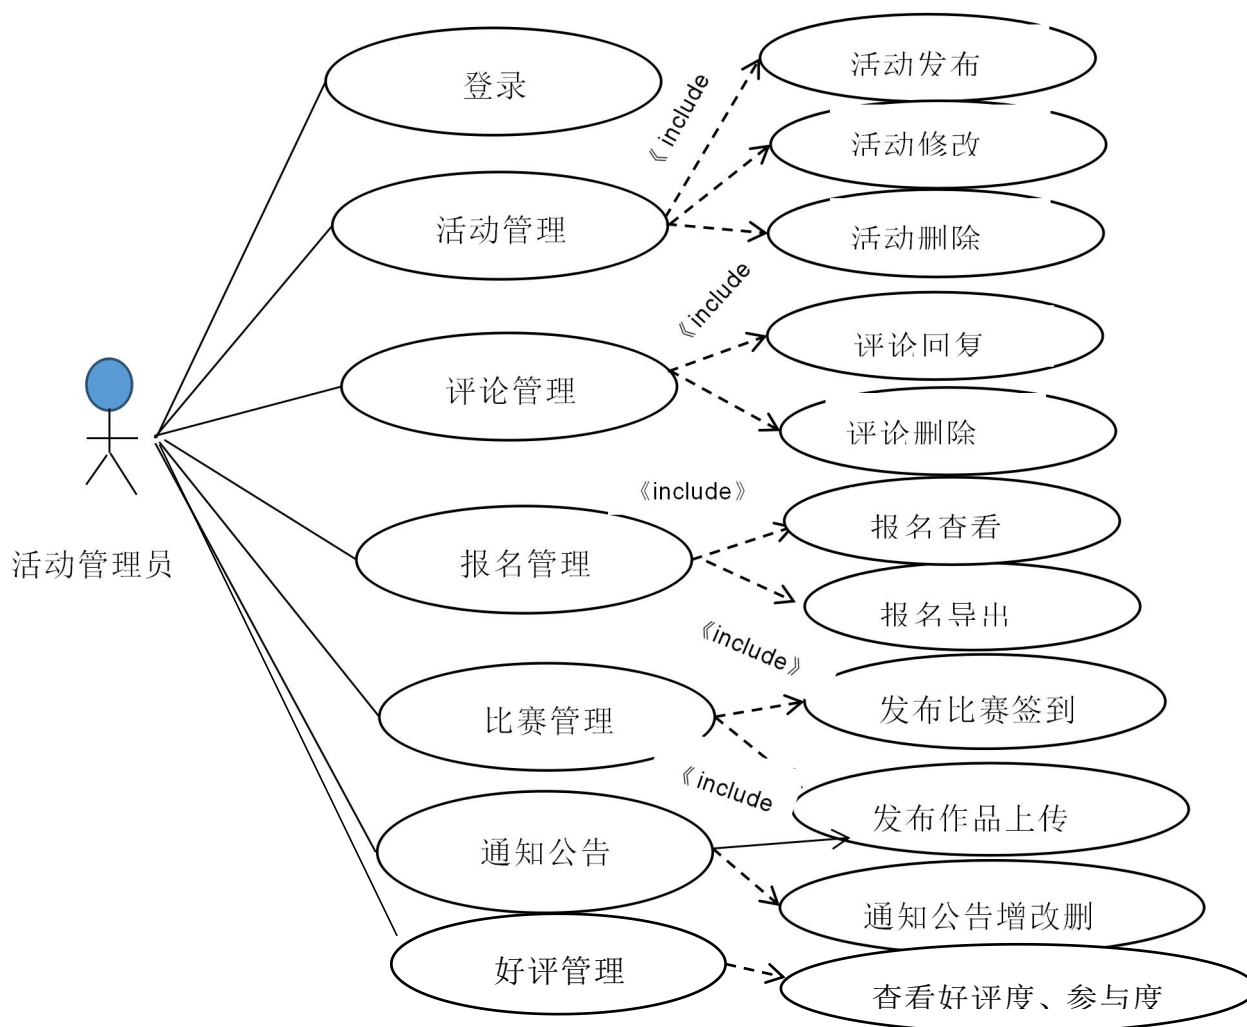 登录
活动发布
《include
活动修改
活动管理
活动删除
《include
评论回复
评论管理
评论删除
《include》
报名查看
报名管理
活动管理员
报名导出
《include》
发布比赛签到
比赛管理
《include
发布作品上传
通知公告
通知公告增改删
好评管理
查看好评度、参与度